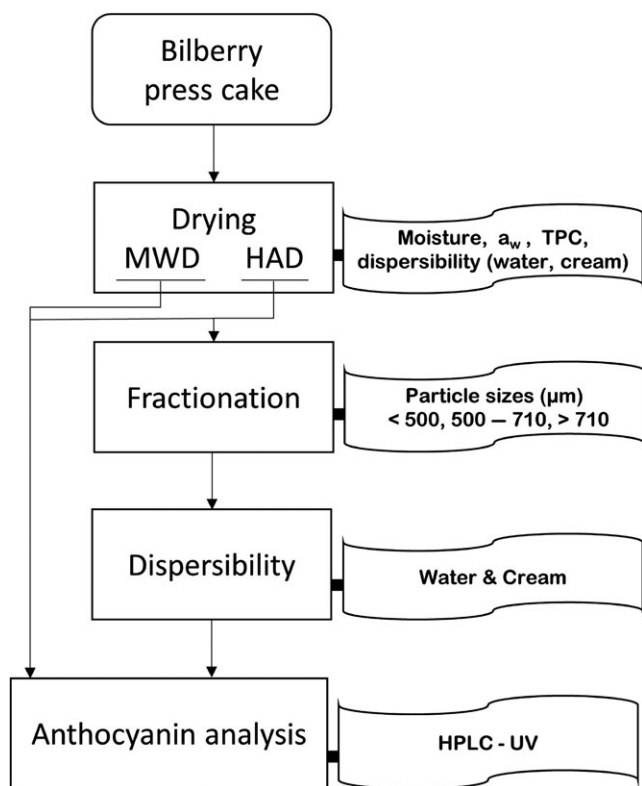 Bilberry
press cake
Drying
MWD HAD
Moisture, aw , TPC,
dispersibility (water, cream)
Fractionation
Particle sizes (µm)
< 500, 500 – 710, > 710
Dispersibility
Water & Cream
Anthocyanin analysis
HPLC - UV